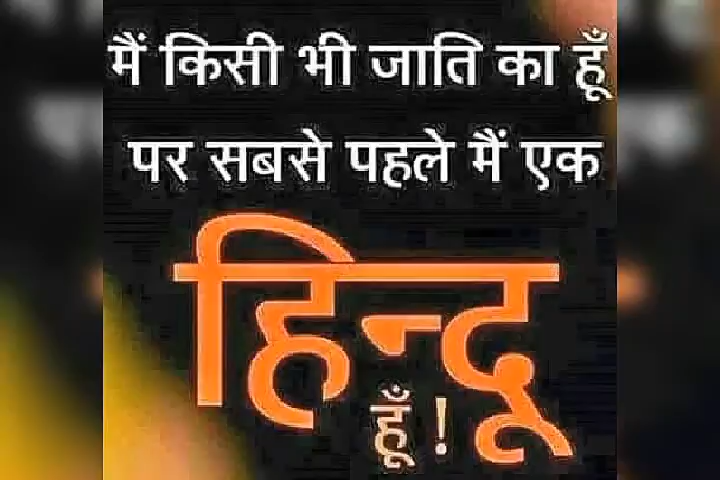 मैं किसी भी जाति का हूँ
पर सबसे पहले मैं एक
हिन्दू
हूँ !